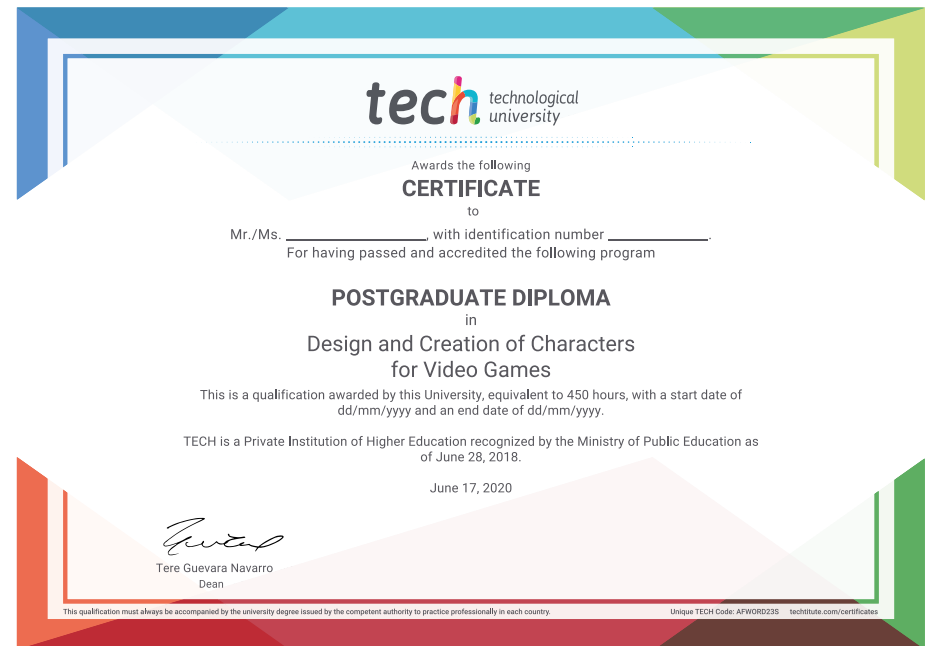 tech technological
university
Awards the following
CERTIFICATE
to
Mr./Ms. ____________________, with identification number ______________.
For having passed and accredited the following program
POSTGRADUATE DIPLOMA
in
Design and Creation of Characters
for Video Games
This is a qualification awarded by this University, equivalent to 450 hours, with a start date of
dd/mm/yyyy and an end date of dd/mm/yyyy.
TECH is a Private Institution of Higher Education recognized by the Ministry of Public Education as
of June 28, 2018.
June 17, 2020
Tere Guevara Navarro
Dean
This qualification must always be accompanied by the university degree issued by the competent authority to practice professionally in each country.
Unique TECH Code: AFWORD23S techtitute.com/certificates